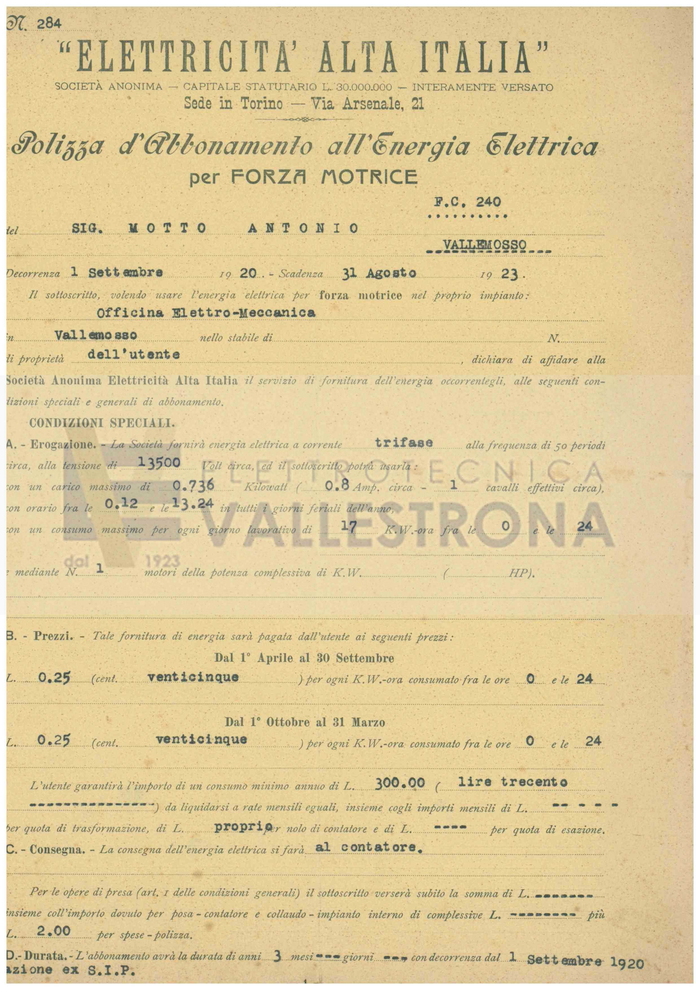 N. 284
"ELETTRICITA' ALTA ITALIA"
SOCIETÀ ANONIMA — CAPITALE STATUTARIO L. 30.000.000 — INTERAMENTE VERSATO
Sede in Torino — Via Arsenale, 21
Polizza d'Abbonamento all'Energia Elettrica
per FORZA MOTRICE
F.C. 240
del SIG. MOTTO ANTONIO
VALLEMOSSO
Decorrenza 1 Settembre 1920. - Scadenza 31 Agosto 1923.
Il sottoscritto, volendo usare l'energia elettrica per forza motrice nel proprio impianto:
Officina Elettro-Meccanica
in Vallemosso nello stabile di N.
di proprietà dell'utente , dichiara di affidare alla
Società Anonima Elettricità Alta Italia il servizio di fornitura dell'energia occorrentegli, alle seguenti con-
dizioni speciali e generali di abbonamento.
CONDIZIONI SPECIALI.
A. - Erogazione. - La Società fornirà energia elettrica a corrente trifase alla frequenza di 50 periodi
circa, alla tensione di 13500 Volt circa, ed il sottoscritto potrà usarla:
con un carico massimo di 0.736 Kilowatt ( 0.8 Amp. circa - 1 cavalli effettivi circa),
con orario fra le 0.12 e le 13.24 in tutti i giorni feriali dell'anno
con un consumo massimo per ogni giorno lavorativo di 17 K.W.-ora fra le 0 e le 24
ELETTROTECNICA
VALLESTRONA
dal 1923
e mediante N. 1 motori della potenza complessiva di K.W. ( HP).
B. - Prezzi. - Tale fornitura di energia sarà pagata dall'utente ai seguenti prezzi:
Dal 1° Aprile al 30 Settembre
L. 0.25 (cent. venticinque ) per ogni K.W.-ora consumato fra le ore 0 e le 24
Dal 1° Ottobre al 31 Marzo
L. 0.25 (cent. venticinque ) per ogni K.W.-ora consumato fra le ore 0 e le 24
L'utente garantirà l'importo di un consumo minimo annuo di L. 300.00 ( lire trecento
----------------) da liquidarsi a rate mensili eguali, insieme cogli importi mensili di L. -- - - -
per quota di trasformazione, di L. proprio per nolo di contatore e di L. ---- per quota di esazione.
C. - Consegna. - La consegna dell'energia elettrica si farà al contatore.
Per le opere di presa (art. 1 delle condizioni generali) il sottoscritto verserà subito la somma di L. -------
insieme coll'importo dovuto per posa-contatore e collaudo-impianto interno di complessive L. -------- più
L. 2.00 per spese-polizza.
D. - Durata. - L'abbonamento avrà la durata di anni 3 mesi --- giorni --- con decorrenza dal 1 Settembre 1920
azione ex S.I.P.